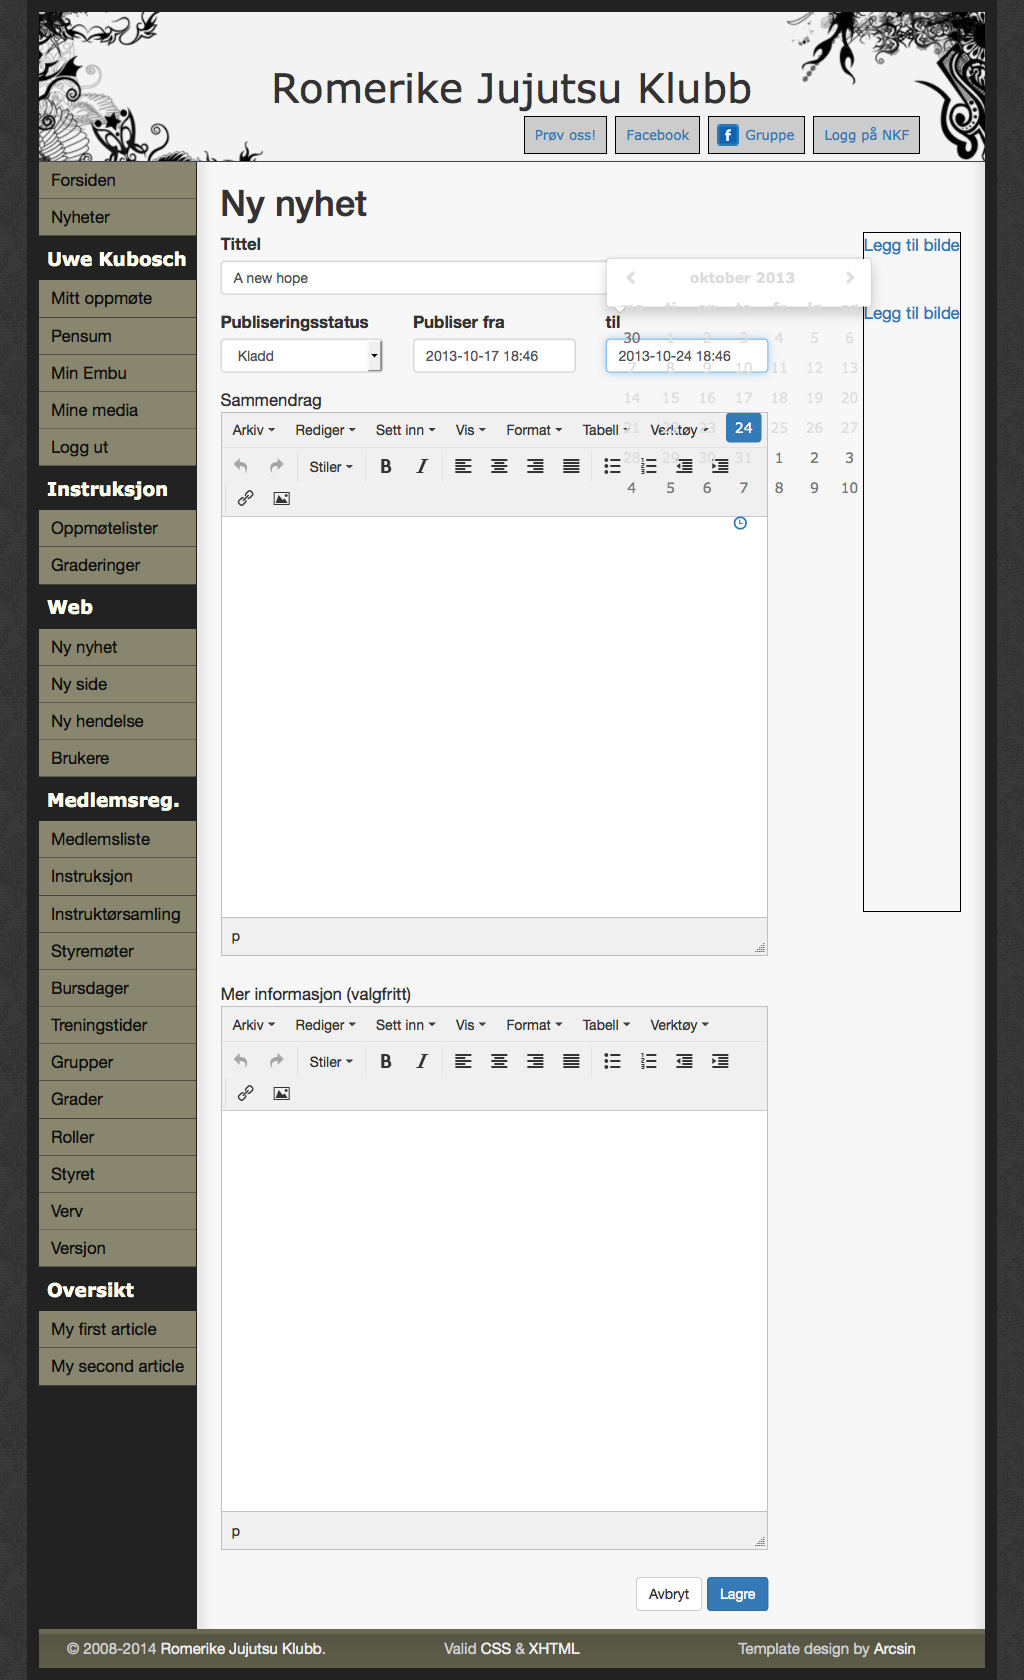 Romerike Jujutsu Klubb
Prøv oss! Facebook Gruppe Logg på NKF
Forsiden
Nyheter
Uwe Kubosch
Mitt oppmøte
Pensum
Min Embu
Mine media
Logg ut
Instruksjon
Oppmøtelister
Graderinger
Web
Ny nyhet
Ny side
Ny hendelse
Brukere
Medlemsreg.
Medlemsliste
Instruksjon
Instruktørsamling
Styremøter
Bursdager
Treningstider
Grupper
Grader
Roller
Styret
Verv
Versjon
Oversikt
My first article
My second article
Ny nyhet
Tittel
A new hope
Publiseringsstatus Publiser fra til
Kladd 2013-10-17 18:46 2013-10-24 18:46
oktober 2013
ma ti on to fr lø sø
30 1 2 3 4 5 6
7 8 9 10 11 12 13
14 15 16 17 18 19 20
21 22 23 24 25 26 27
28 29 30 31 1 2 3
4 5 6 7 8 9 10
Legg til bilde
Legg til bilde
Sammendrag
Arkiv Rediger Sett inn Vis Format Tabell Verktøy
Stiler B I
p
Mer informasjon (valgfritt)
Arkiv Rediger Sett inn Vis Format Tabell Verktøy
Stiler B I
p
Avbryt Lagre
© 2008-2014 Romerike Jujutsu Klubb. Valid CSS & XHTML Template design by Arcsin